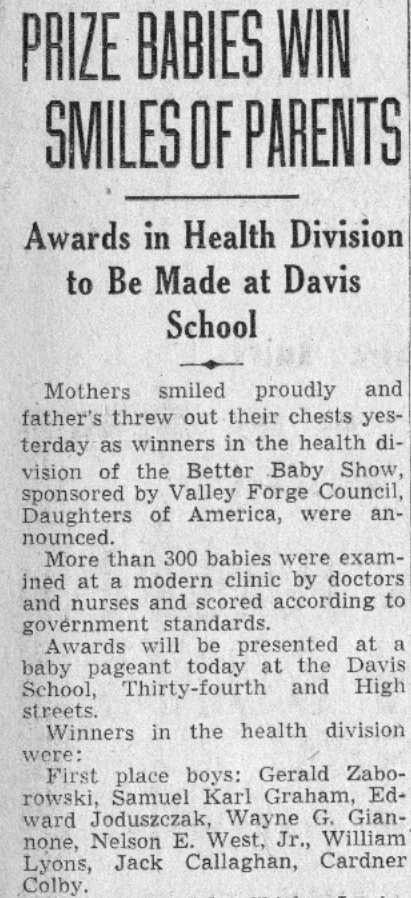 PRIZE BABIES WIN
SMILES OF PARENTS
Awards in Health Division
to Be Made at Davis
School
Mothers smiled proudly and
father's threw out their chests yes-
terday as winners in the health di-
vision of the Better Baby Show,
sponsored by Valley Forge Council,
Daughters of America, were an-
nounced.
More than 300 babies were exam-
ined at a modern clinic by doctors
and nurses and scored according to
government standards.
Awards will be presented at a
baby pageant today at the Davis
School, Thirty-fourth and High
streets.
Winners in the health division
were:
First place boys: Gerald Zabo-
rowski, Samuel Karl Graham, Ed-
ward Joduszczak, Wayne G. Gian-
none, Nelson E. West, Jr., William
Lyons, Jack Callaghan, Cardner
Colby.